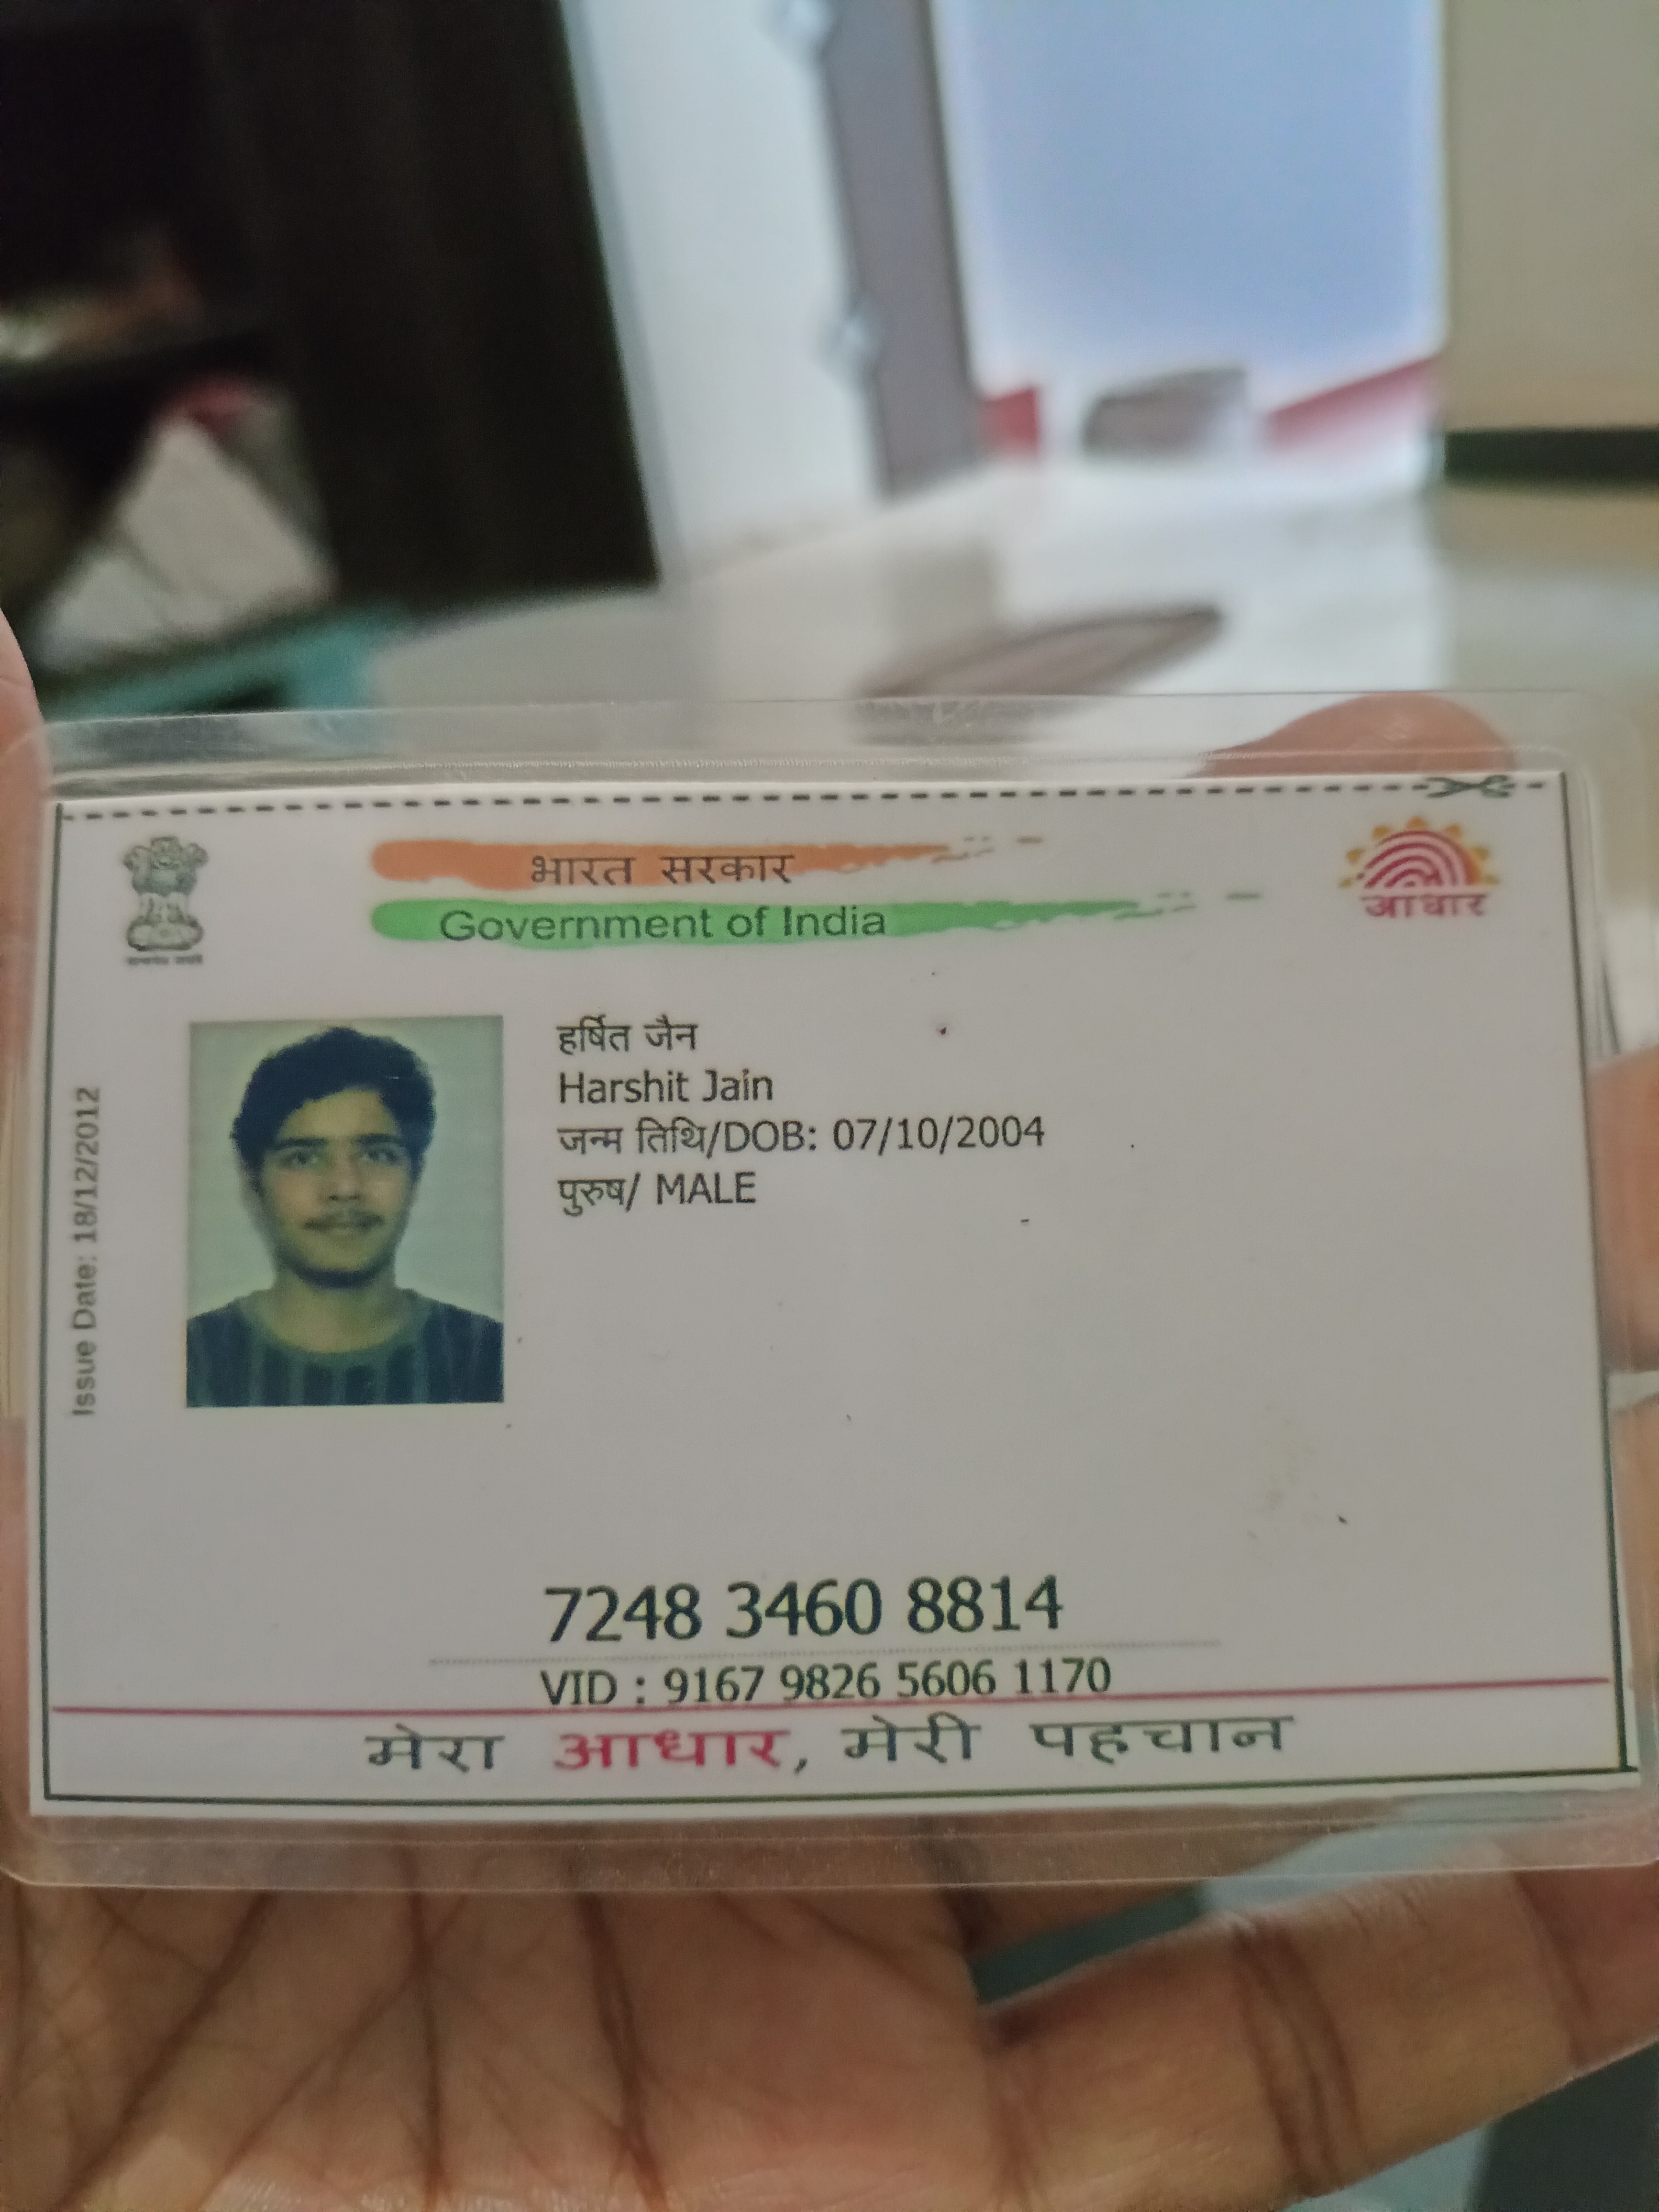 भारत सरकार
Government of India
आधार
Issue Date: 18/12/2012
हर्षित जैन
Harshit Jain
जन्म तिथि/DOB: 07/10/2004
पुरुष/ MALE
7248 3460 8814
VID : 9167 9826 5606 1170
मेरा आधार, मेरी पहचान